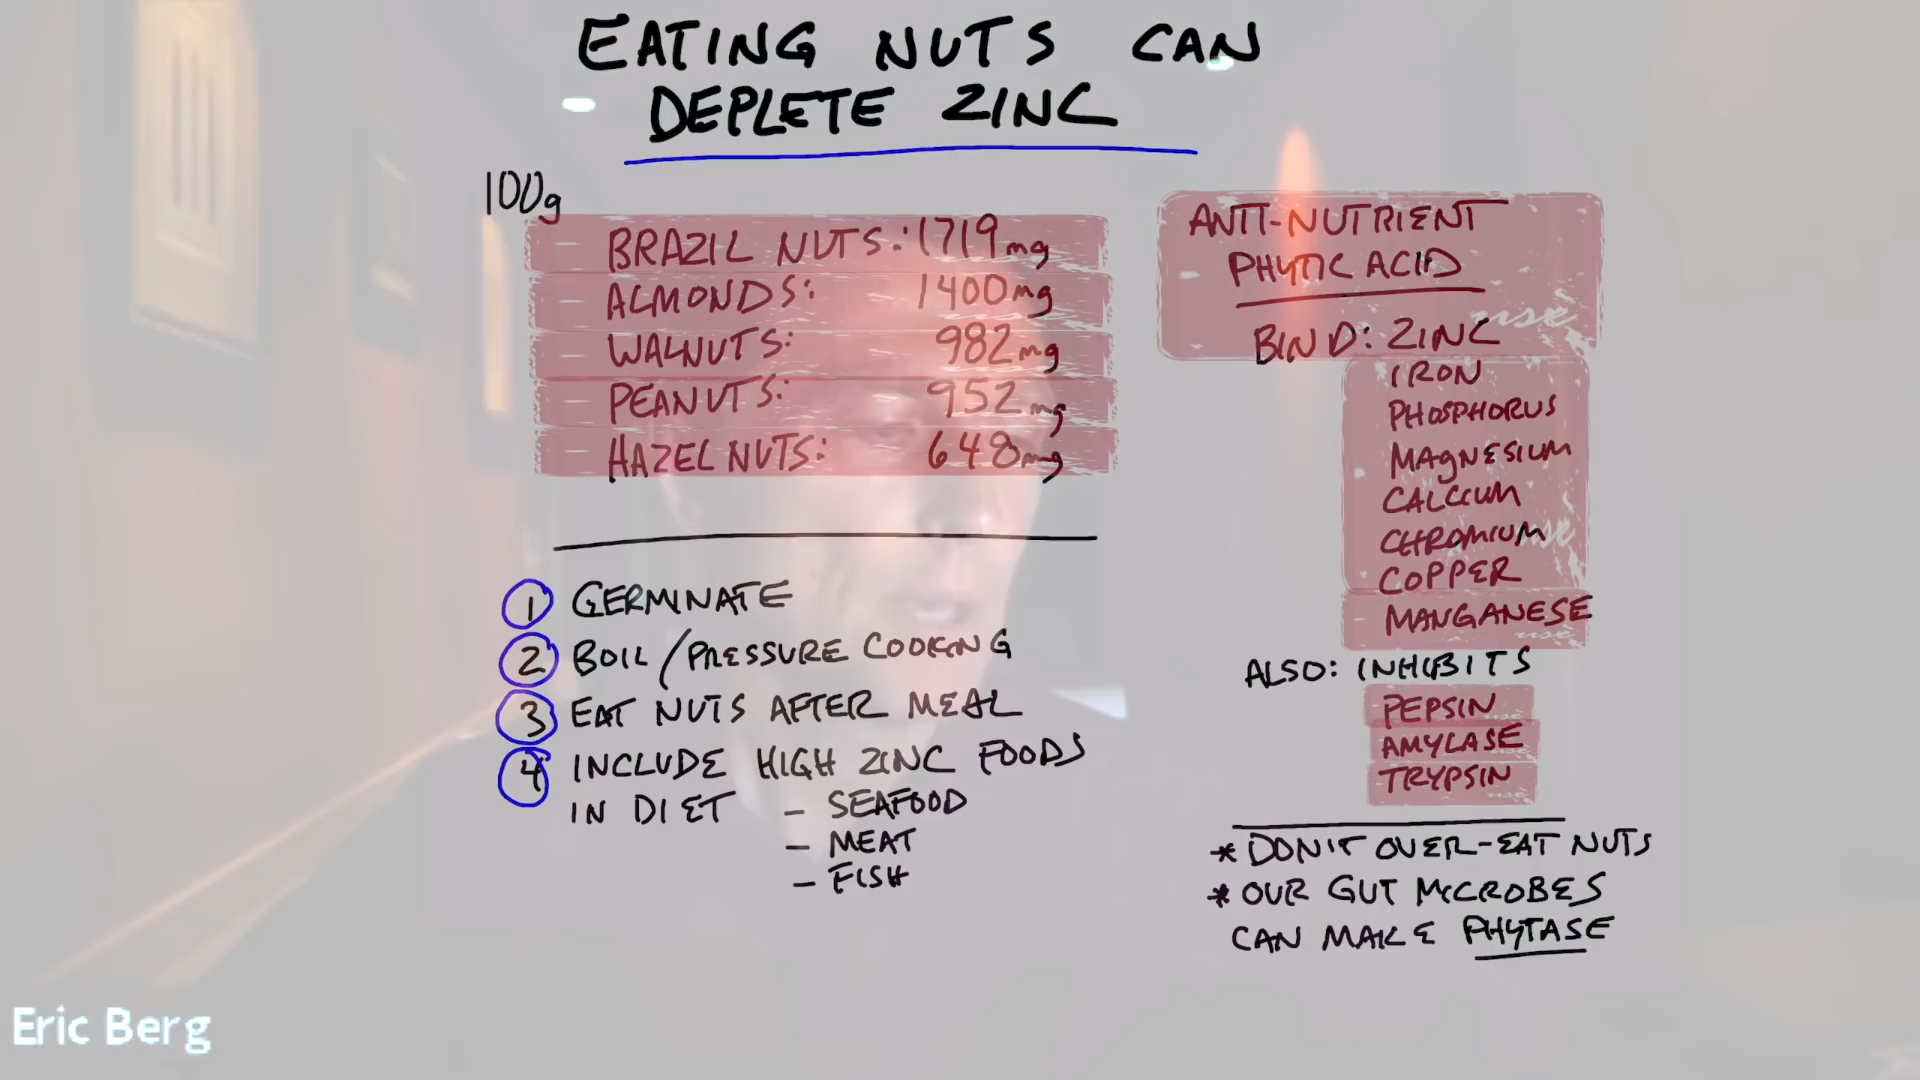 EATING NUTS CAN
DEPLETE ZINC
100g
BRAZIL NUTS: 1719mg
ALMONDS: 1400mg
WALNUTS: 982mg
PEANUTS: 952mg
HAZELNUTS: 648mg
1 GERMINATE
2 BOIL/PRESSURE COOKING
3 EAT NUTS AFTER MEAL
4 INCLUDE HIGH ZINC FOODS
IN DIET – SEAFOOD
– MEAT
– FISH
ANTI-NUTRIENT
PHYTIC ACID
BIND: ZINC
IRON
PHOSPHORUS
MAGNESIUM
CALCIUM
CHROMIUM
COPPER
MANGANESE
ALSO: INHIBITS
PEPSIN
AMYLASE
TRYPSIN
* DON'T OVER-EAT NUTS
* OUR GUT MICROBES
CAN MAKE PHYTASE
Eric Berg